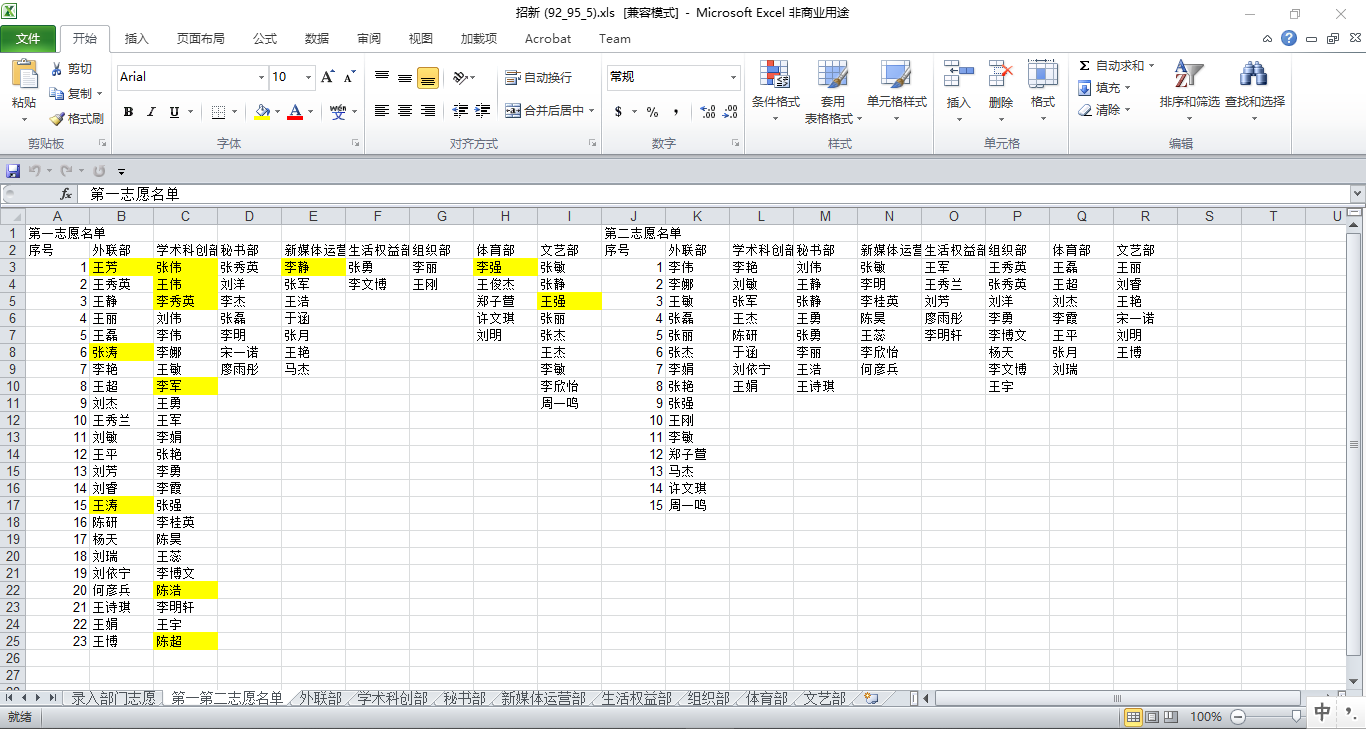 招新 (92_95_5).xls [兼容模式] - Microsoft Excel 非商业用途
文件 开始 插入 页面布局 公式 数据 审阅 视图 加载项 Acrobat Team
粘贴 剪切 复制 格式刷 剪贴板
Arial 10 字体
自动换行 合并后居中 对齐方式
常规 数字
条件格式 套用 表格格式 单元格样式 样式
插入 删除 格式 单元格
Σ 自动求和 填充 清除 排序和筛选 查找和选择 编辑
fx 第一志愿名单
A B C D E F G H I J K L M N O P Q R S T U
1 第一志愿名单 第二志愿名单
2 序号 外联部 学术科创部 秘书部 新媒体运营 生活权益部 组织部 体育部 文艺部 序号 外联部 学术科创部 秘书部 新媒体运营 生活权益部 组织部 体育部 文艺部
3 1 王芳 张伟 张秀英 李静 张勇 李丽 李强 张敏 1 李伟 李艳 刘伟 张敏 王军 王秀英 王磊 王丽
4 2 王秀英 王伟 刘洋 张军 李文博 王刚 王俊杰 张静 2 李娜 刘敏 王静 李明 王秀兰 张秀英 王超 刘睿
5 3 王静 李秀英 李杰 王浩 郑子萱 王强 3 王敏 张军 张静 李桂英 刘芳 刘洋 刘杰 王艳
6 4 王丽 刘伟 张磊 于涵 许文琪 张丽 4 张磊 王杰 王勇 陈昊 廖雨彤 李勇 李霞 宋一诺
7 5 王磊 李伟 李明 张月 刘明 张杰 5 张丽 陈研 张勇 王蕊 李明轩 李博文 王平 刘明
8 6 张涛 李娜 宋一诺 王艳 王杰 6 张杰 于涵 李丽 李欣怡 杨天 张月 王博
9 7 李艳 王敏 廖雨彤 马杰 李敏 7 李娟 刘依宁 王浩 何彦兵 李文博 刘瑞
10 8 王超 李军 李欣怡 8 张艳 王娟 王诗琪 王宇
11 9 刘杰 王勇 周一鸣 9 张强
12 10 王秀兰 王军 10 王刚
13 11 刘敏 李娟 11 李敏
14 12 王平 张艳 12 郑子萱
15 13 刘芳 李勇 13 马杰
16 14 刘睿 李霞 14 许文琪
17 15 王涛 张强 15 周一鸣
18 16 陈研 李桂英
19 17 杨天 陈昊
20 18 刘瑞 王蕊
21 19 刘依宁 李博文
22 20 何彦兵 陈浩
23 21 王诗琪 李明轩
24 22 王娟 王宇
25 23 王博 陈超
26
27
录入部门志愿 第一第二志愿名单 外联部 学术科创部 秘书部 新媒体运营部 生活权益部 组织部 体育部 文艺部
就绪 100% 中